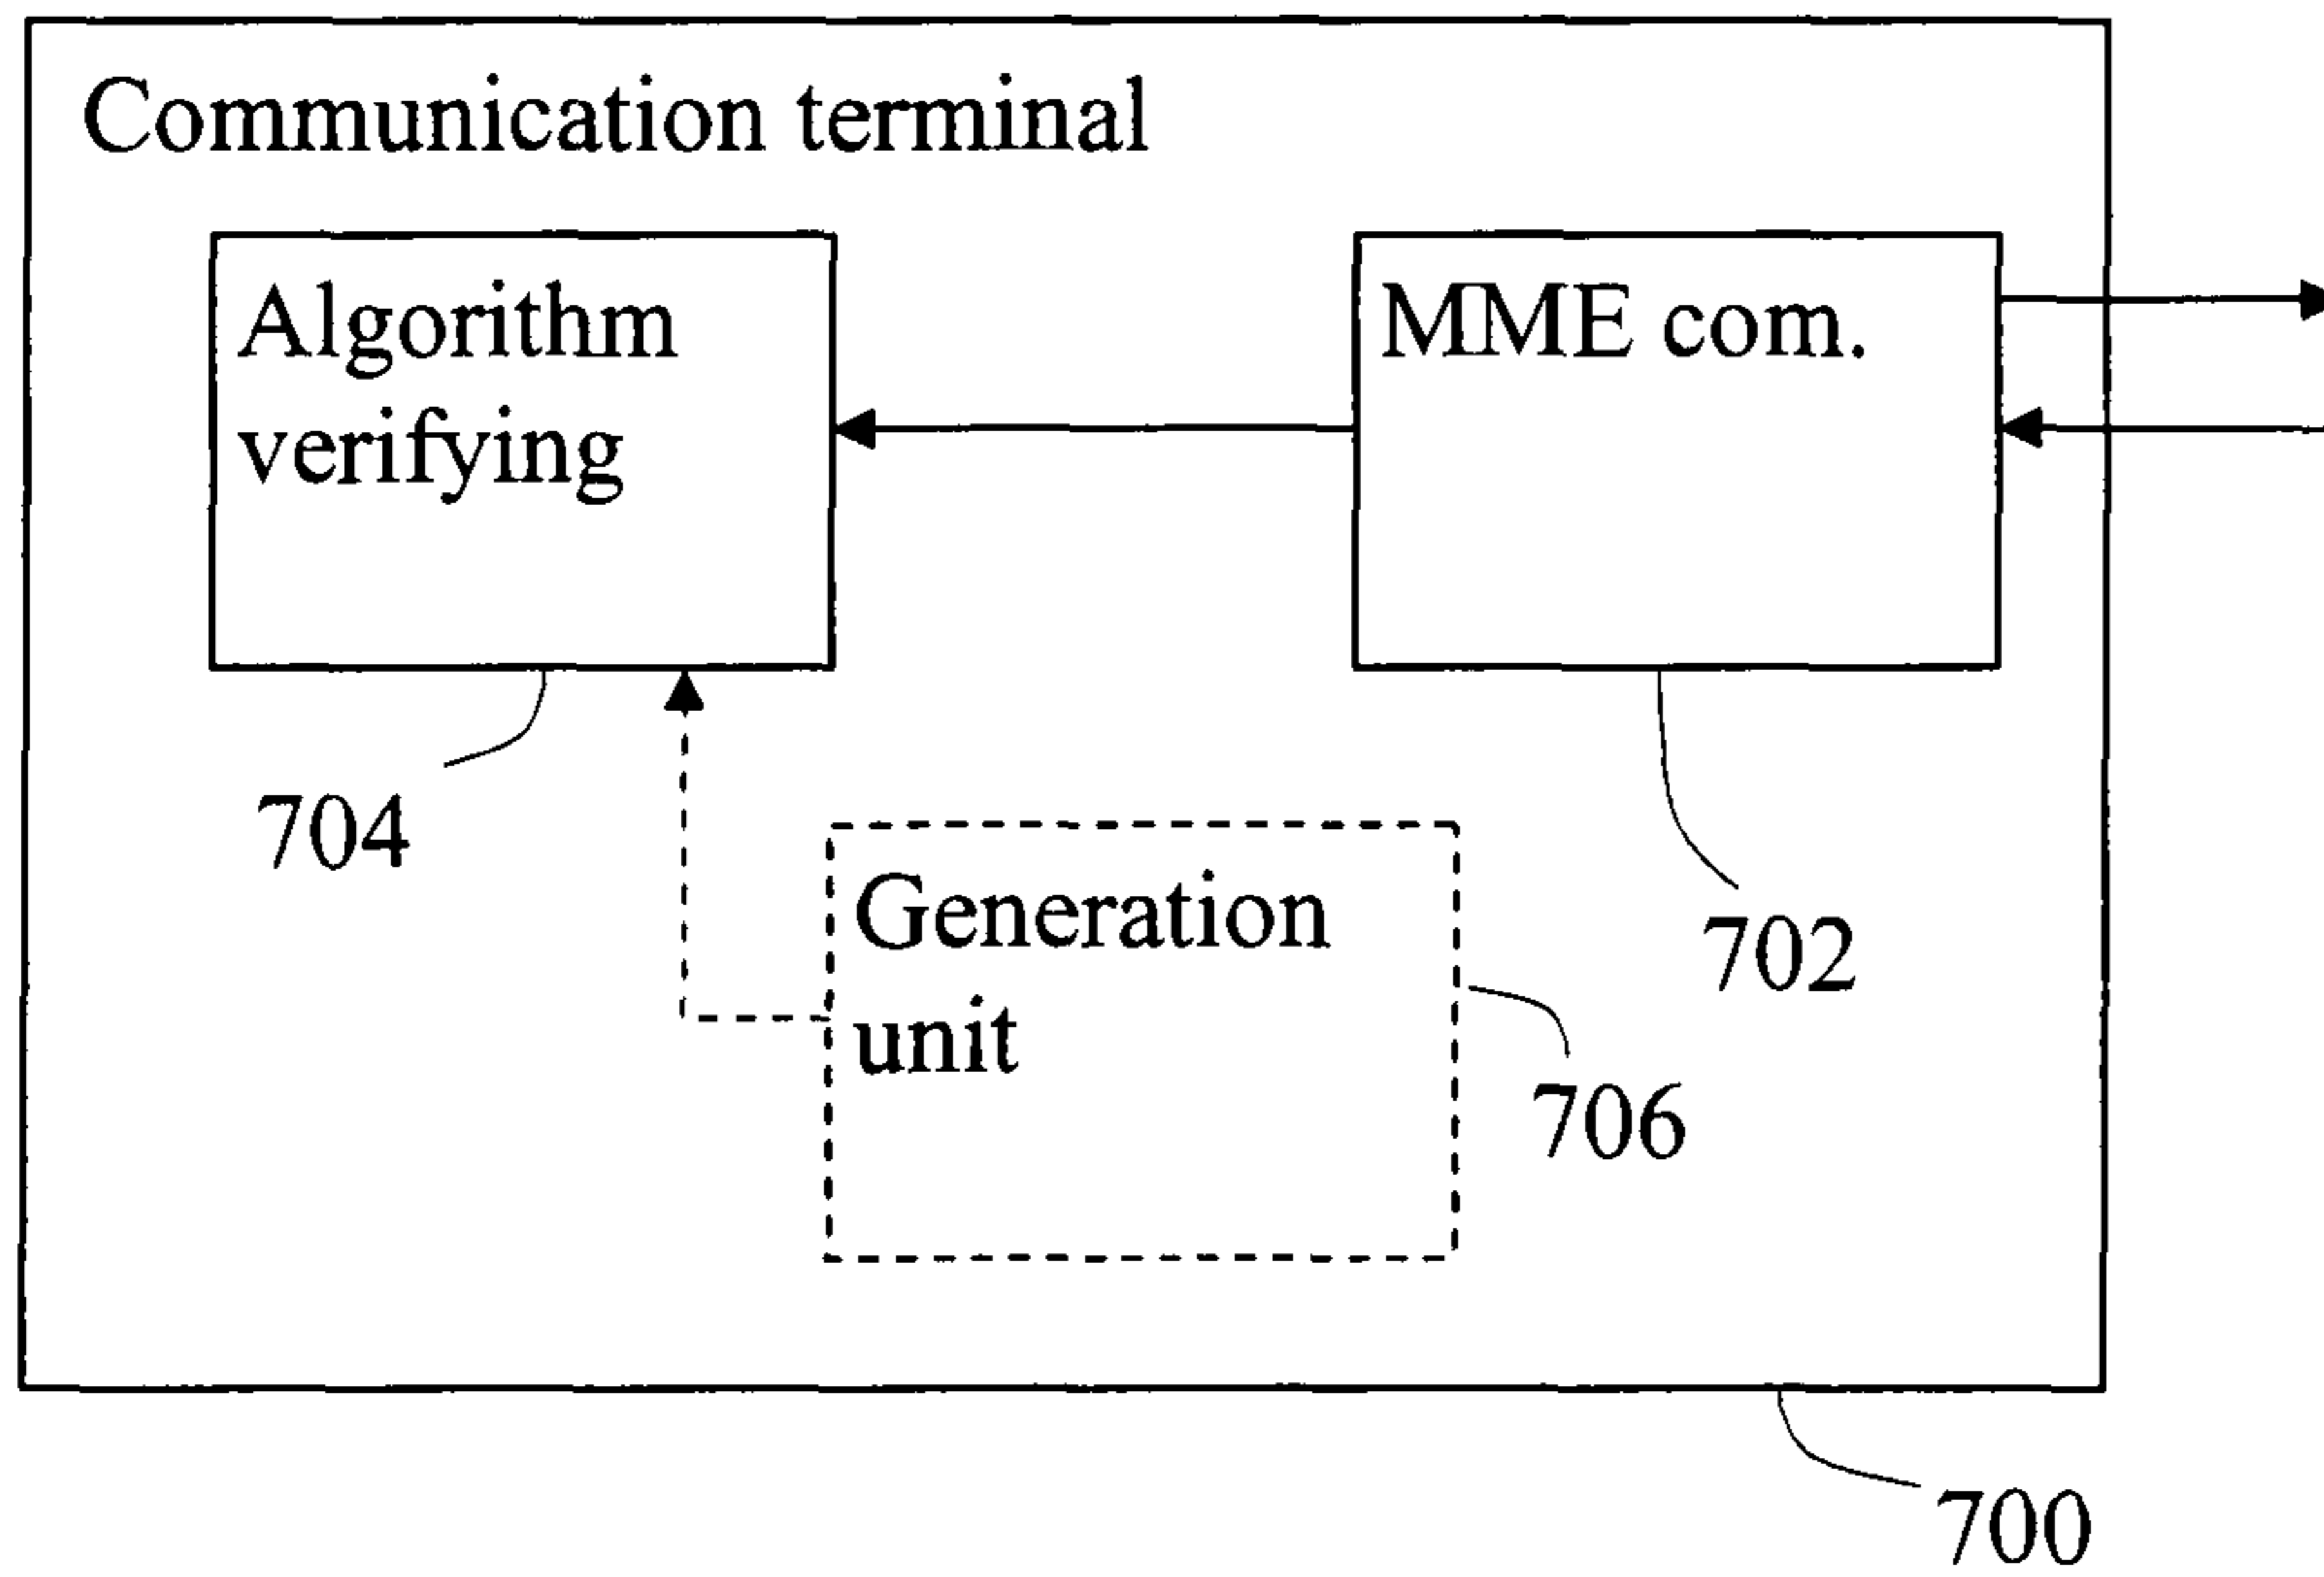 Communication terminal
Algorithm
verifying
MME com.
704
Generation
unit
702
706
700